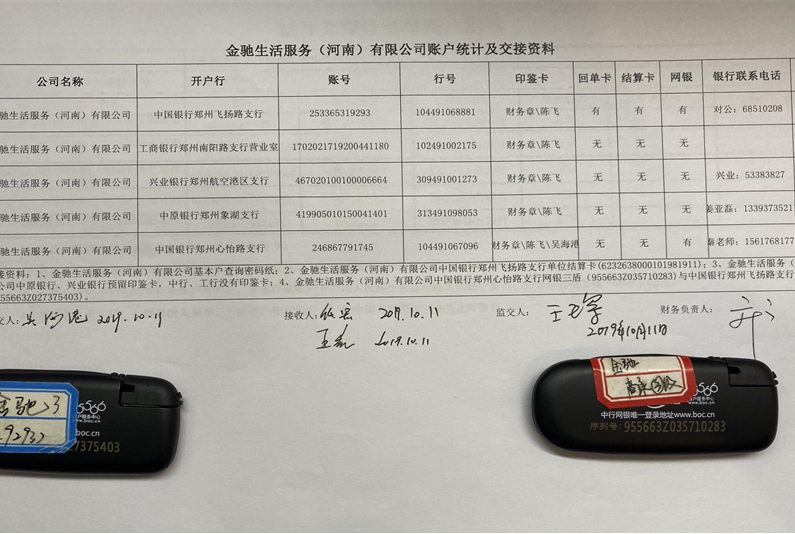 金驰生活服务（河南）有限公司账户统计及交接资料
公司名称 开户行 账号 行号 印鉴卡 回单卡 结算卡 网银 银行联系电话
驰生活服务（河南）有限公司 中国银行郑州飞扬路支行 253365319293 104491068881 财务章\陈飞 有 有 有 对公：68510208
驰生活服务（河南）有限公司 工商银行郑州南阳路支行营业室 1702021719200441180 102491002175 财务章\陈飞 无 无 无
驰生活服务（河南）有限公司 兴业银行郑州航空港区支行 467020100100006664 309491001273 财务章\陈飞 无 无 无 兴业：53383827
驰生活服务（河南）有限公司 中原银行郑州象湖支行 419905010150041401 313491098053 财务章\陈飞 无 无 无 姜亚磊：1339373521
驰生活服务（河南）有限公司 中国银行郑州心怡路支行 246867791745 104491067096 财务章\陈飞\吴海港 无 无 有 秦老师：1561768177
接资料：1、金驰生活服务（河南）有限公司基本户查询密码纸；2、金驰生活服务（河南）有限公司中国银行郑州飞扬路支行单位结算卡(6232638000101981911)；3、金驰生活服务
公司中原银行、兴业银行预留印鉴卡，中行、工行没有印鉴卡；4、金驰生活服务（河南）有限公司中国银行郑州心怡路支行网银三盾（955663Z035710283)与中国银行郑州飞扬路支行
955663Z027375403）。
交人：吴海港 2019.10.11 接收人： 2019.10.11 监交人： 财务负责人：
2019.10.11 2019年10月11日
金驰
中行网银唯一登录地址www.boc.cn
序列号：955663Z035710283
boc.cn
27375403